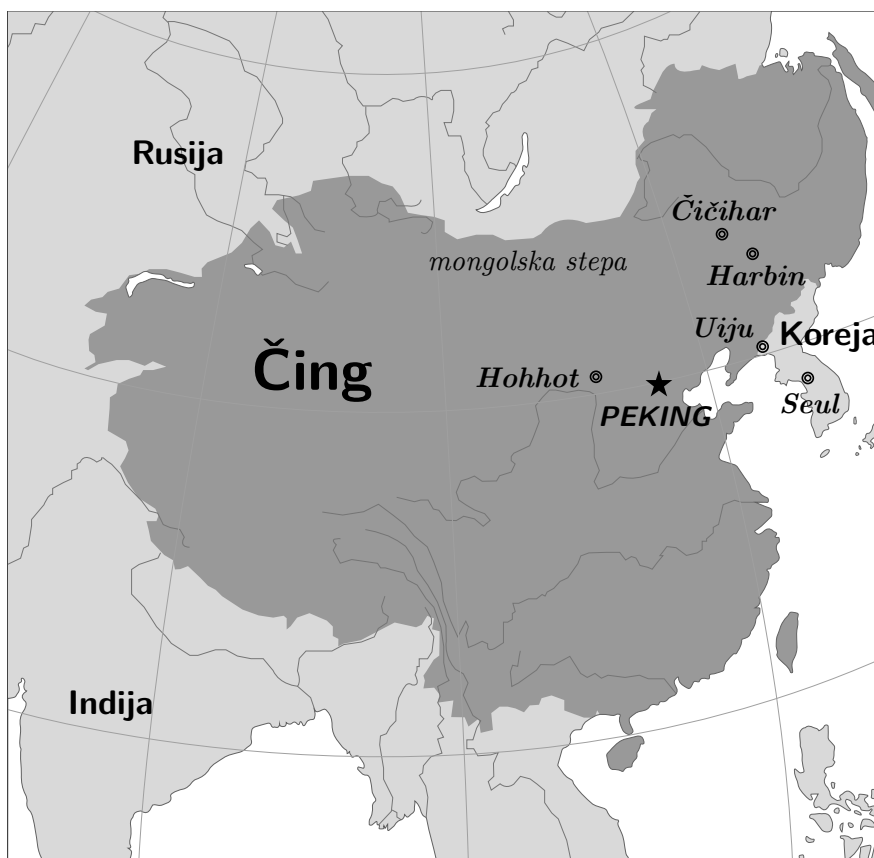 Rusija
Čičihar
mongolska stepa
Harbin
Uiju
Koreja
Čing
Hohhot
PEKING
Seul
Indija